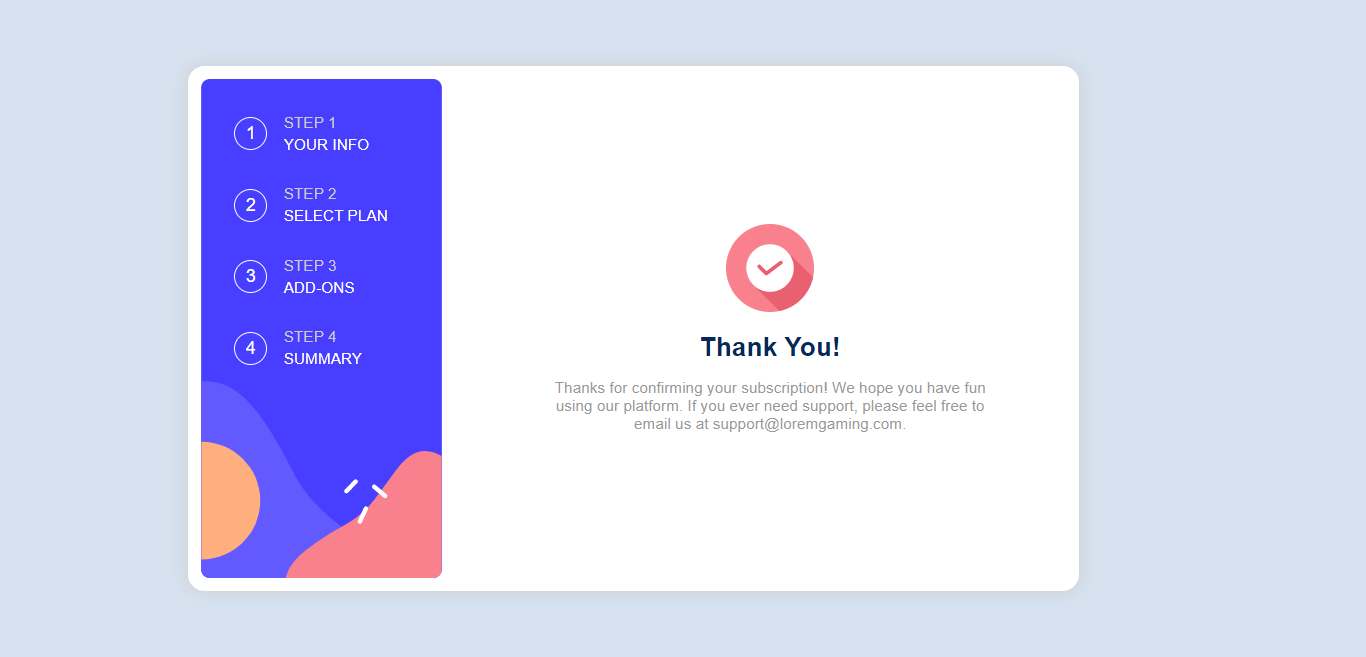 1
STEP 1
YOUR INFO
2
STEP 2
SELECT PLAN
3
STEP 3
ADD-ONS
4
STEP 4
SUMMARY
Thank You!
Thanks for confirming your subscription! We hope you have fun
using our platform. If you ever need support, please feel free to
email us at support@loremgaming.com.